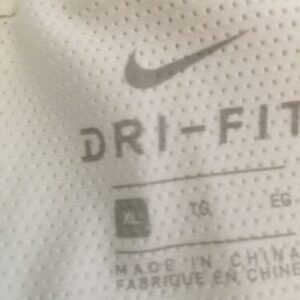 DRI-FIT
XL TG EG
MADE IN CHINA
FABRIQUÉ EN CHINE